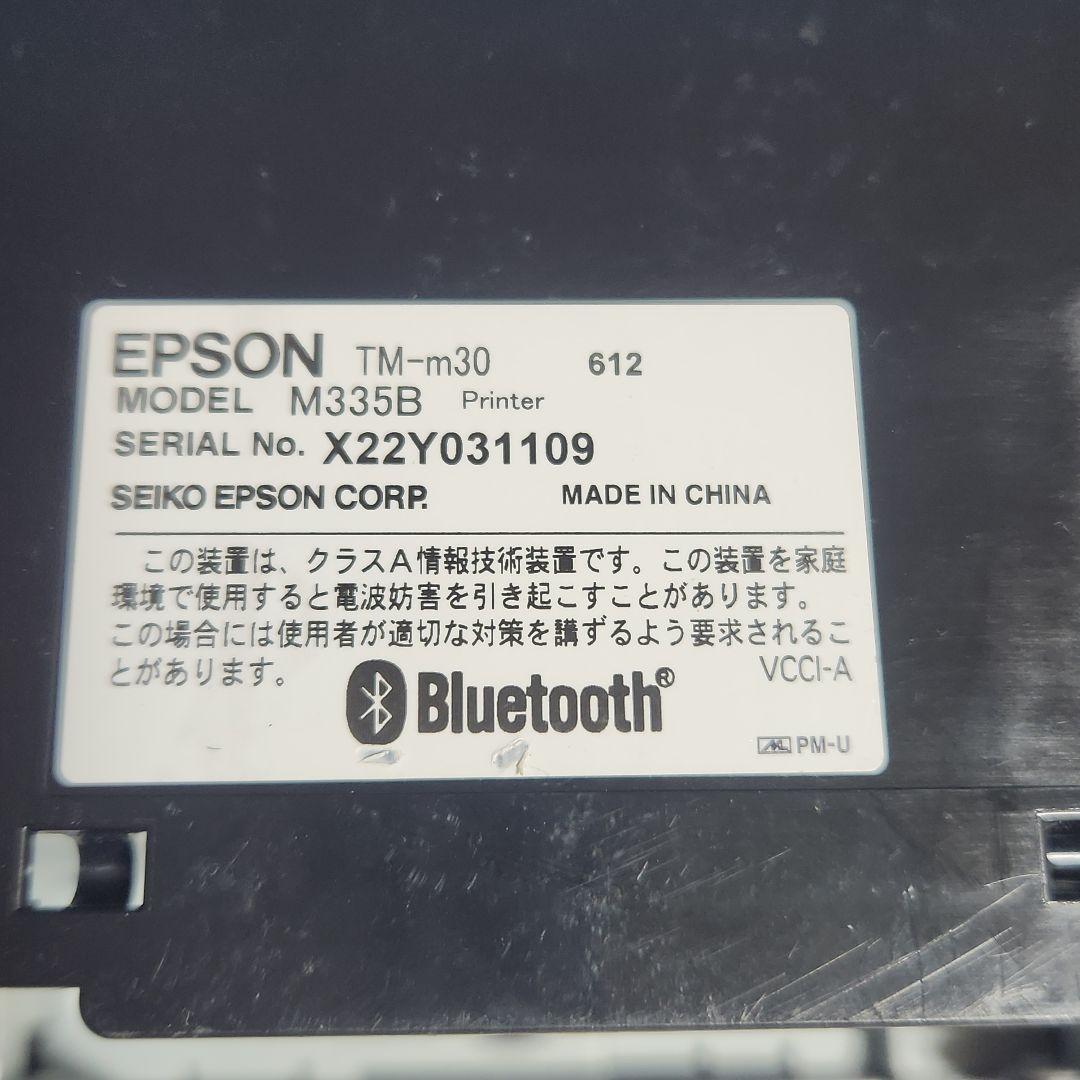 EPSON TM-m30 612
MODEL M335B Printer
SERIAL No. X22Y031109
SEIKO EPSON CORP. MADE IN CHINA
この装置は、クラスA情報技術装置です。この装置を家庭
環境で使用すると電波妨害を引き起こすことがあります。
この場合には使用者が適切な対策を講ずるよう要求されるこ
とがあります。 VCCI-A
Bluetooth®
PM-U